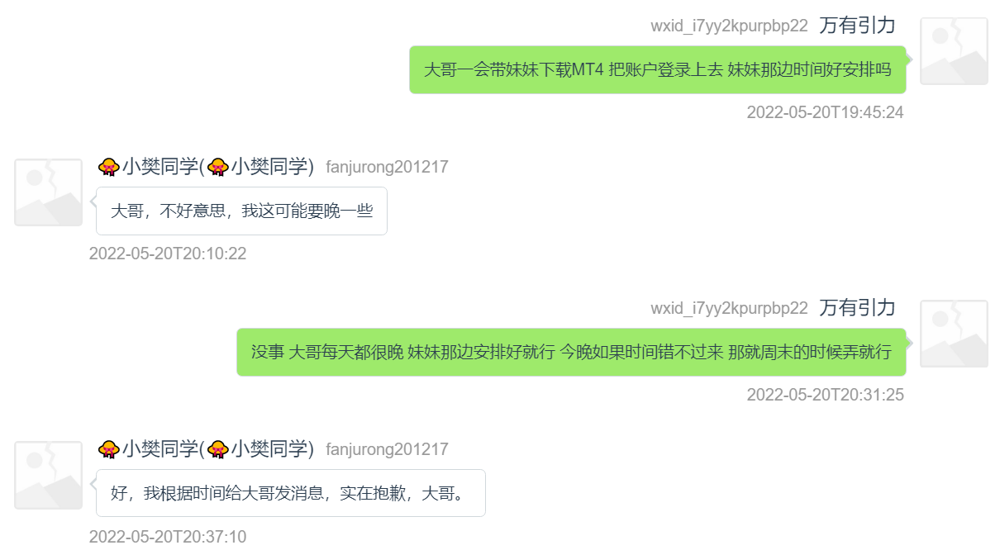 wxid_i7yy2kpurpbp22 万有引力
大哥一会带妹妹下载MT4 把账户登录上去 妹妹那边时间好安排吗
2022-05-20T19:45:24
👒小樊同学(👒小樊同学) fanjurong201217
大哥，不好意思，我这可能要晚一些
2022-05-20T20:10:22
wxid_i7yy2kpurpbp22 万有引力
没事 大哥每天都很晚 妹妹那边安排好就行 今晚如果时间错不过来 那就周末的时候弄就行
2022-05-20T20:31:25
👒小樊同学(👒小樊同学) fanjurong201217
好，我根据时间给大哥发消息，实在抱歉，大哥。
2022-05-20T20:37:10